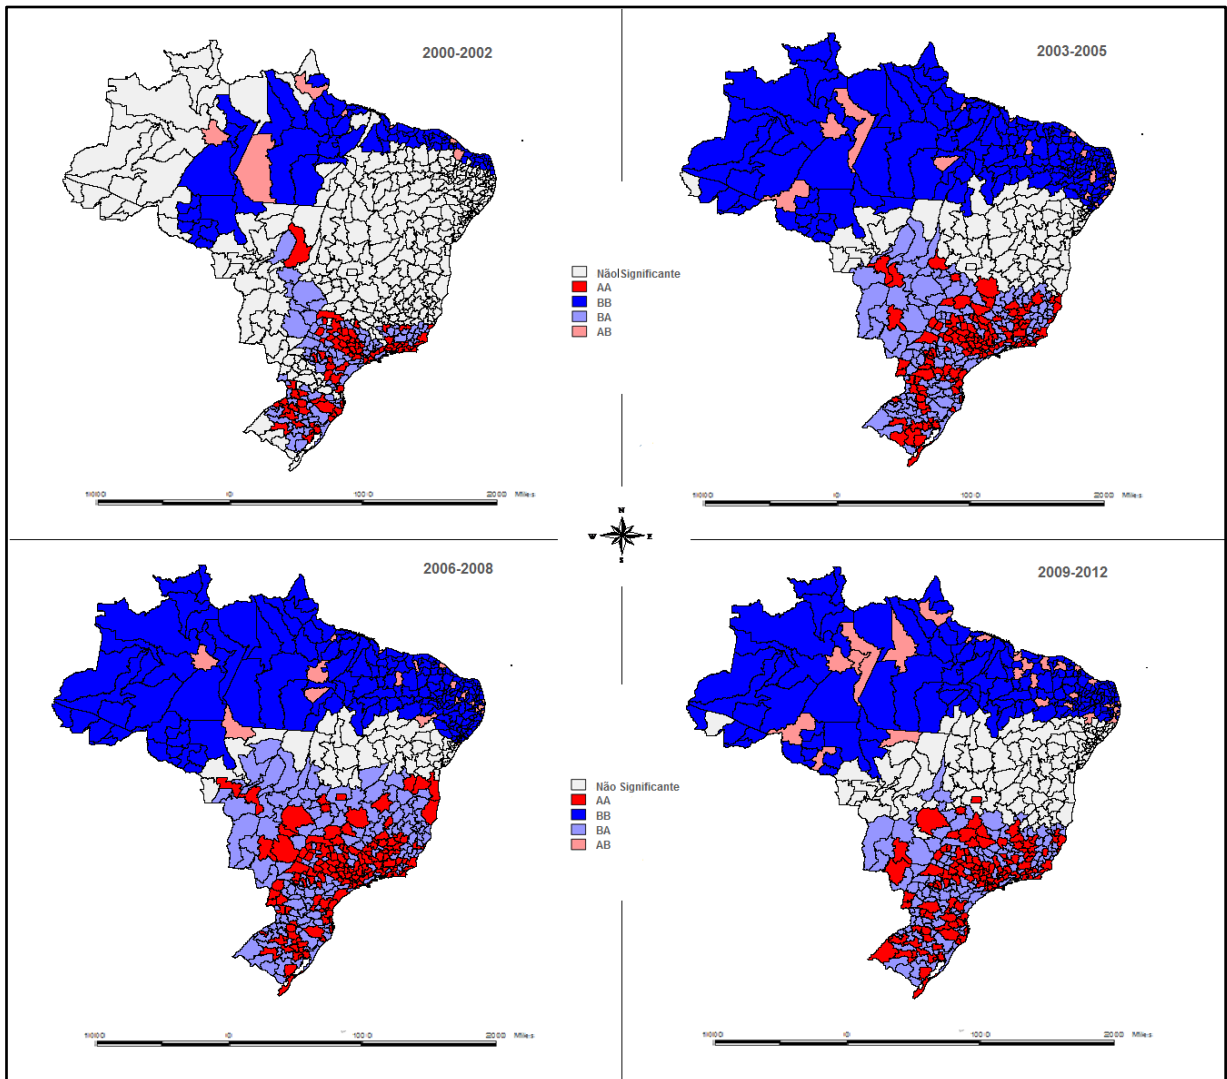 2000-2002
2003-2005
NãolSignificante
AA
BB
BA
AB
Miles
Miles
N
W E
S
2006-2008
2009-2012
Não Significante
AA
BB
BA
AB
Miles
Miles